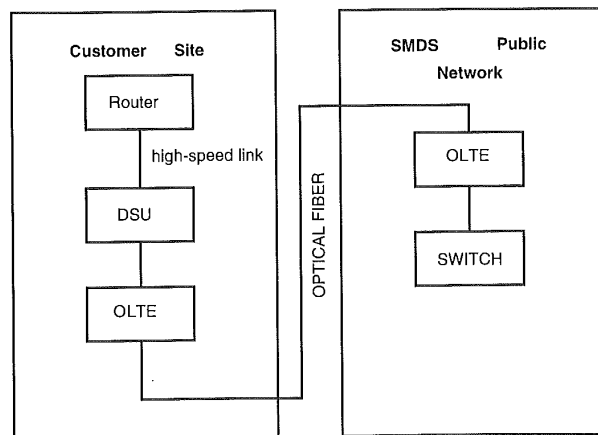 Customer Site
Router
high-speed link
DSU
OLTE
OPTICAL FIBER
SMDS Public
Network
OLTE
SWITCH